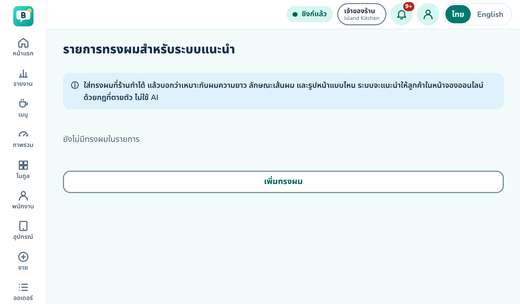 B
ซิงก์แล้ว
เจ้าของร้าน
Island Kitchen
9+
ไทย
English
หน้าแรก
รายงาน
เมนู
ภาพรวม
โมดูล
พนักงาน
อุปกรณ์
ขาย
ออเดอร์
รายการทรงผมสำหรับระบบแนะนำ
ใส่ทรงผมที่ร้านทำได้ แล้วบอกว่าเหมาะกับผมความยาว ลักษณะเส้นผม และรูปหน้าแบบไหน ระบบจะแนะนำให้ลูกค้าในหน้าจองออนไลน์
ด้วยกฎที่ตายตัว ไม่ใช้ AI
ยังไม่มีทรงผมในรายการ
เพิ่มทรงผม